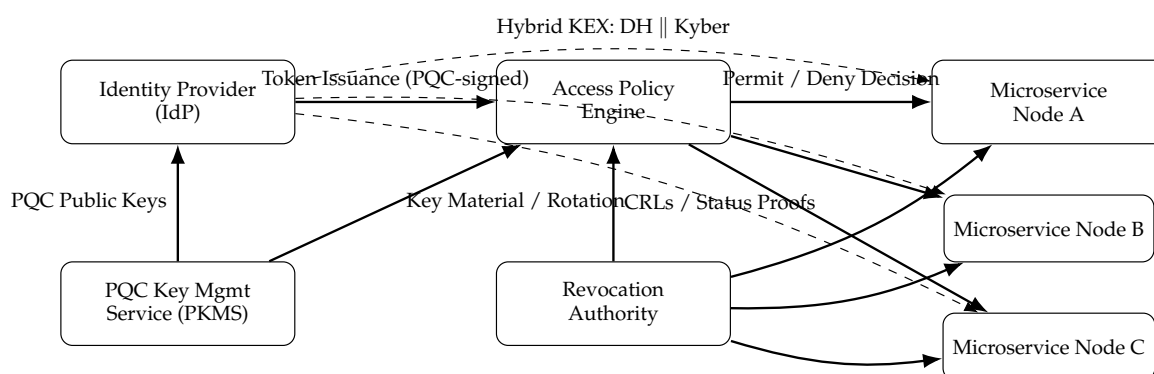 Hybrid KEX: DH ∥ Kyber
Identity Provider
(IdP)
Token Issuance (PQC-signed)
Access Policy
Engine
Permit / Deny Decision
Microservice
Node A
PQC Public Keys
Key Material / Rotation
CRLs / Status Proofs
Microservice Node B
PQC Key Mgmt
Service (PKMS)
Revocation
Authority
Microservice Node C